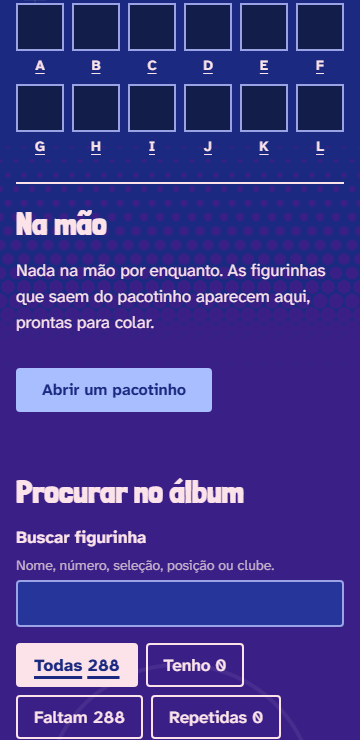 A B C D E F
G H I J K L
Na mão
Nada na mão por enquanto. As figurinhas
que saem do pacotinho aparecem aqui,
prontas para colar.
Abrir um pacotinho
Procurar no álbum
Buscar figurinha
Nome, número, seleção, posição ou clube.
Todas 288 Tenho 0
Faltam 288 Repetidas 0